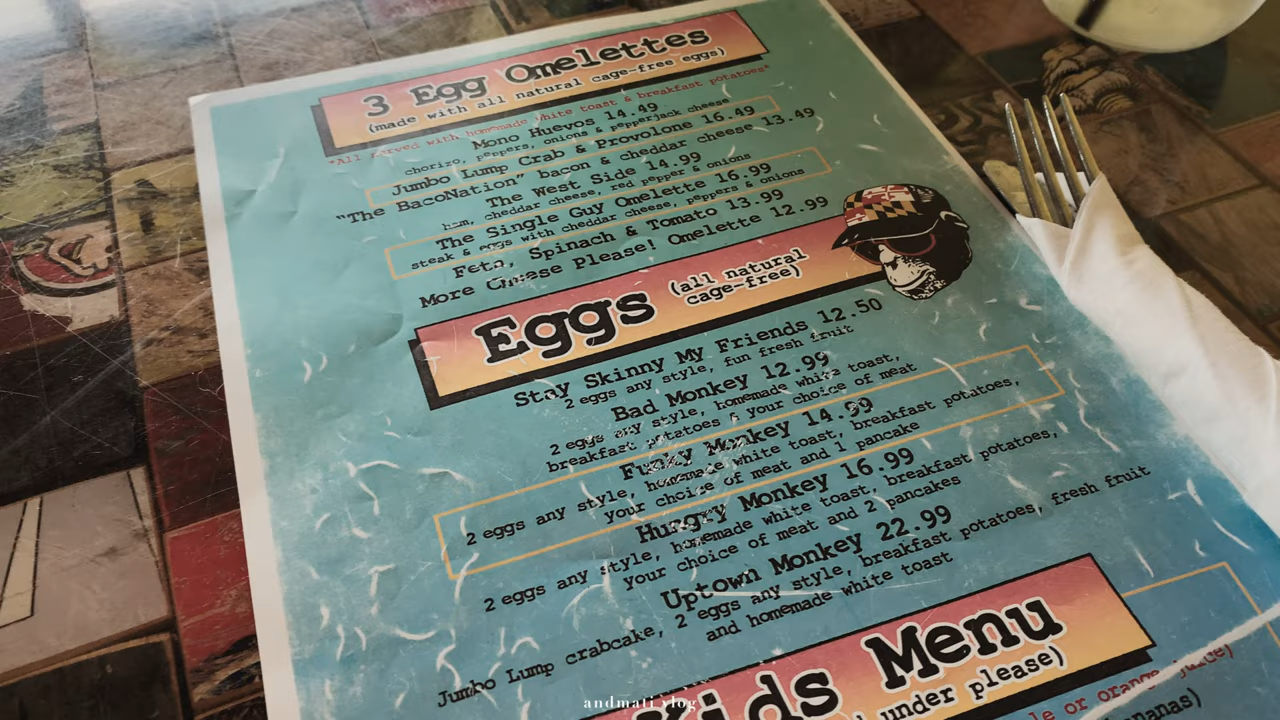 3 Egg Omelettes
(made with all natural cage-free eggs)
*All served with homemade white toast & breakfast potatoes*
Mono Huevos 14.49
chorizo, peppers, onions & pepperjack cheese
Jumbo Lump Crab & Provolone 16.49
"The BacoNation" bacon & cheddar cheese 13.49
The West Side 14.99
ham, cheddar cheese, red pepper & onions
The Single Guy Omelette 16.99
steak & eggs with cheddar cheese, peppers & onions
Feta, Spinach & Tomato 13.99
More Cheese Please! Omelette 12.99
Eggs (all natural
cage-free)
Stay Skinny My Friends 12.50
2 eggs any style, fun fresh fruit
Bad Monkey 12.99
2 eggs any style, homemade white toast,
breakfast potatoes & your choice of meat
Funky Monkey 14.99
2 eggs any style, homemade white toast, breakfast potatoes,
your choice of meat and 1 pancake
Hungry Monkey 16.99
2 eggs any style, homemade white toast, breakfast potatoes,
your choice of meat and 2 pancakes
Uptown Monkey 22.99
Jumbo Lump crabcake, 2 eggs any style, breakfast potatoes, fresh fruit
and homemade white toast
Kids Menu
under please)
or orange juice)
andmati vlog